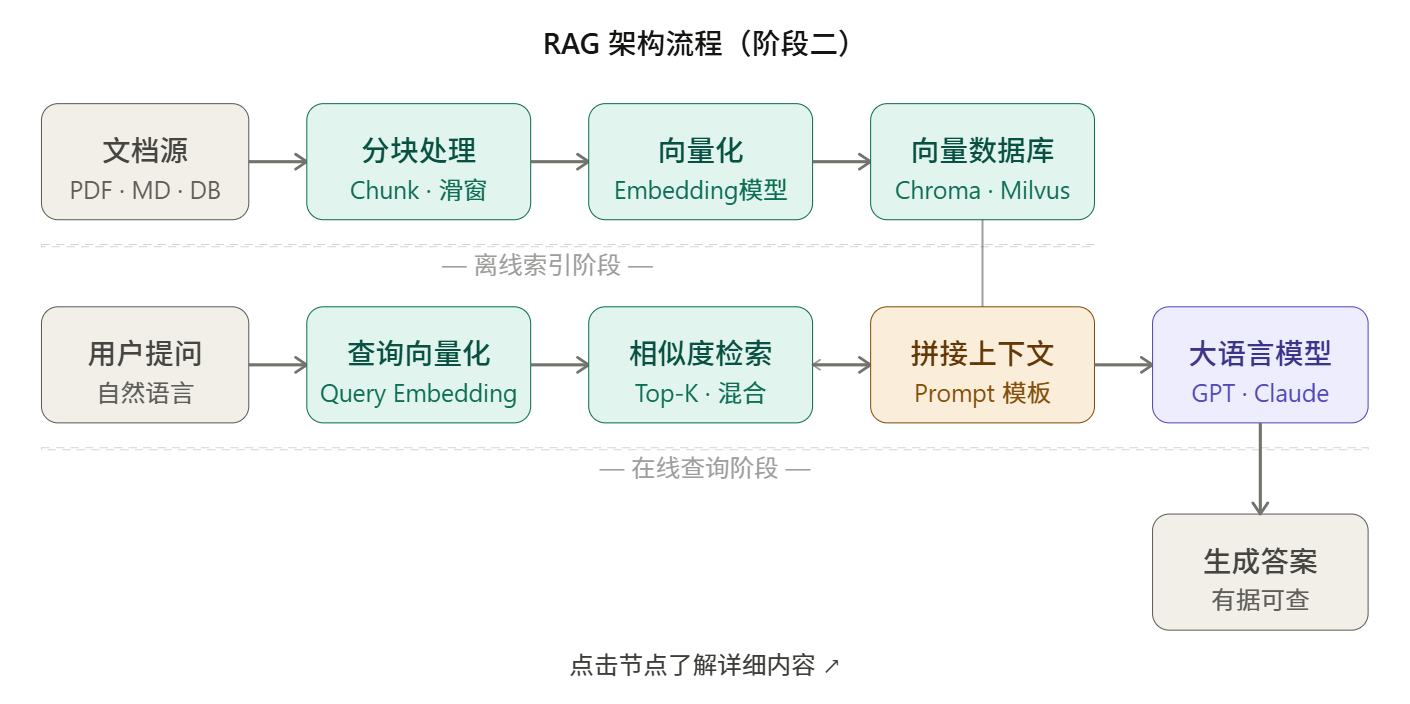 RAG 架构流程（阶段二）
文档源
PDF · MD · DB
分块处理
Chunk · 滑窗
向量化
Embedding模型
向量数据库
Chroma · Milvus
— 离线索引阶段 —
用户提问
自然语言
查询向量化
Query Embedding
相似度检索
Top-K · 混合
拼接上下文
Prompt 模板
大语言模型
GPT · Claude
— 在线查询阶段 —
生成答案
有据可查
点击节点了解详细内容 ↗